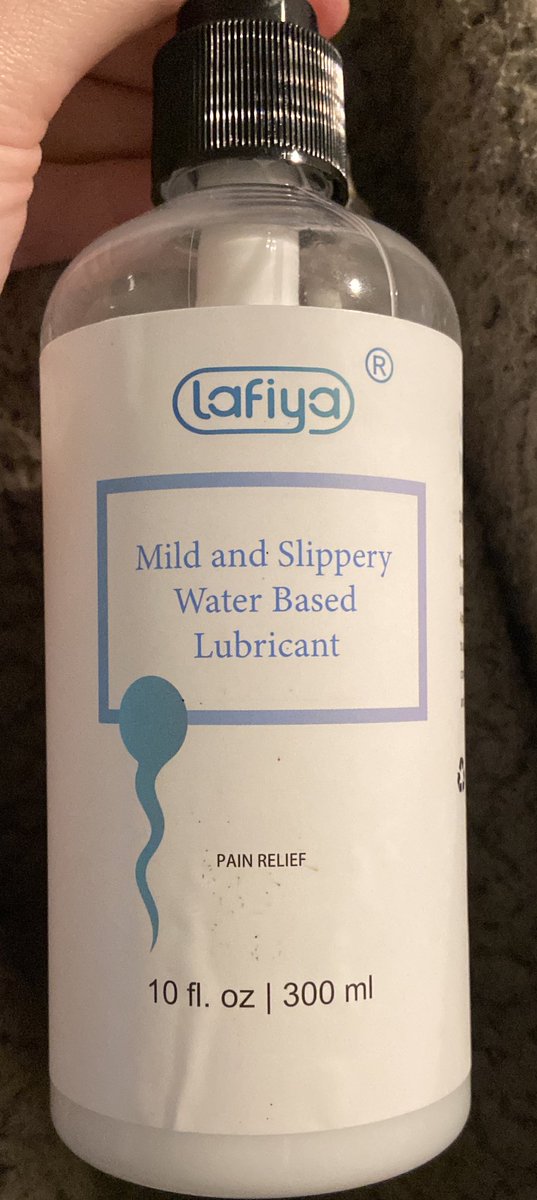 Lafiya ®
Mild and Slippery
Water Based
Lubricant
PAIN RELIEF
10 fl. oz | 300 ml